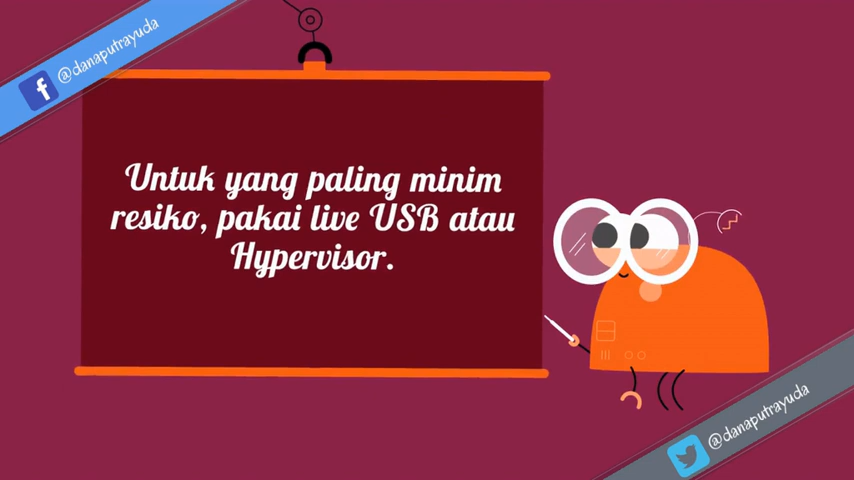 @danaputrayuda
Untuk yang paling minim
resiko, pakai live USB atau
Hypervisor.
@danaputrayuda